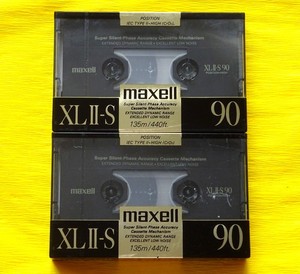 POSITION
IEC TYPE II • HIGH (CrO₂)
Super Silent Phase Accuracy Cassette Mechanism
maxell
XLII-S 90
maxell
Super Silent Phase Accuracy
Cassette Mechanism
EXTENDED DYNAMIC RANGE
EXCELLENT LOW NOISE
135m/440ft.
XLII-S
90
POSITION
IEC TYPE II • HIGH (CrO₂)
Super Silent Phase Accuracy Cassette Mechanism
maxell
XLII-S 90
maxell
Super Silent Phase Accuracy
Cassette Mechanism
EXTENDED DYNAMIC RANGE
EXCELLENT LOW NOISE
135m/440ft.
XLII-S
90